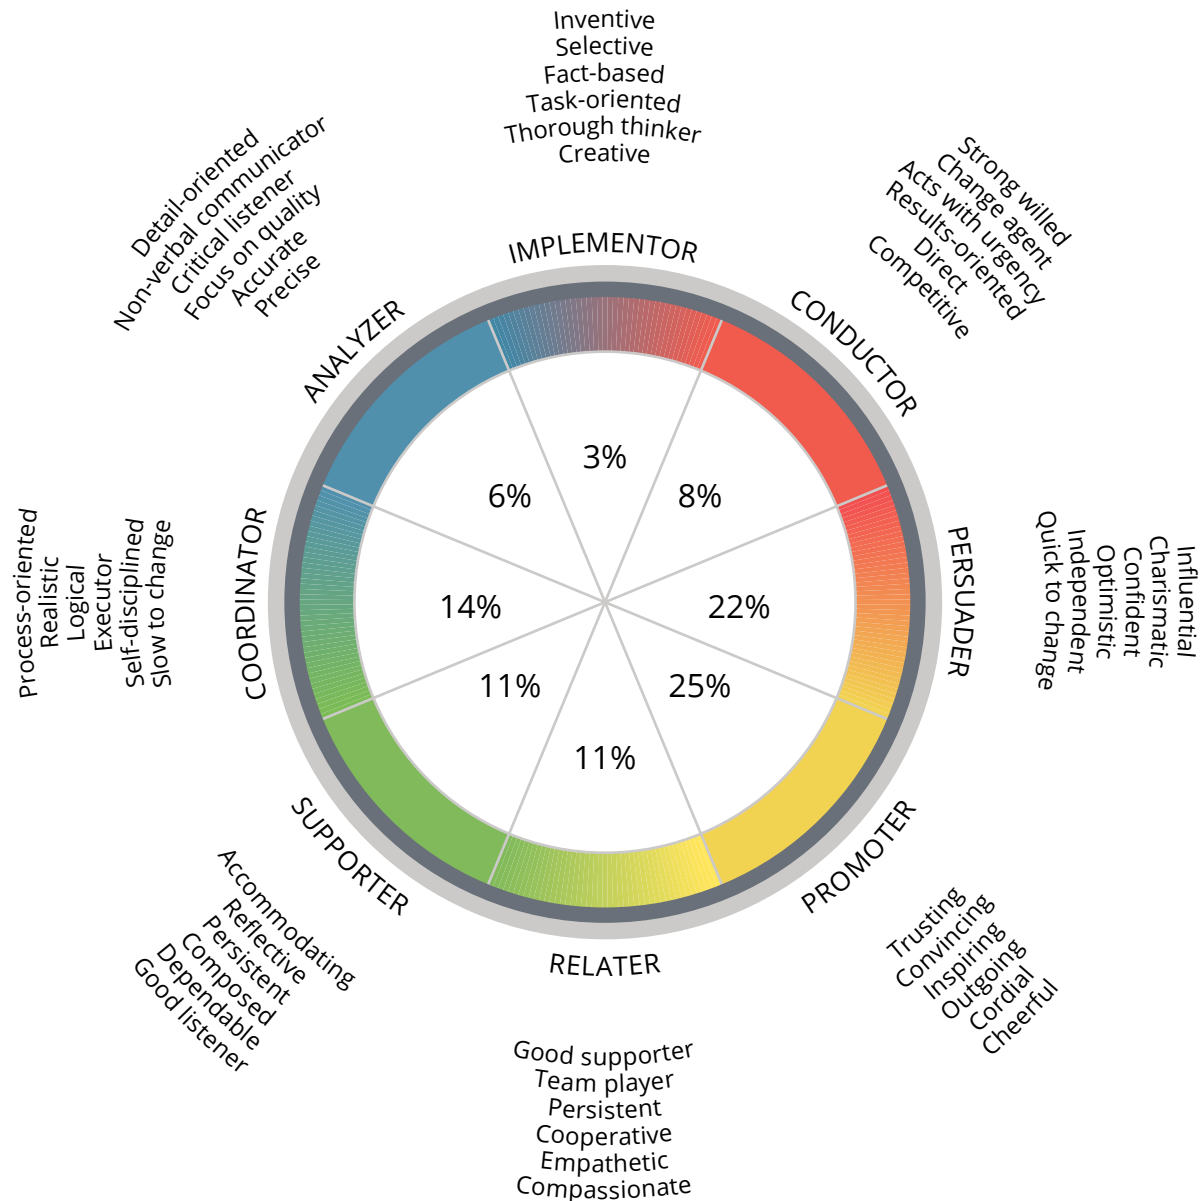 Inventive
Selective
Fact-based
Task-oriented
Thorough thinker
Creative
IMPLEMENTOR
3%
Strong willed
Change agent
Acts with urgency
Results-oriented
Direct
Competitive
CONDUCTOR
8%
Influential
Charismatic
Confident
Optimistic
Independent
Quick to change
PERSUADER
22%
Trusting
Convincing
Inspiring
Outgoing
Cordial
Cheerful
PROMOTER
25%
RELATER
11%
Good supporter
Team player
Persistent
Cooperative
Empathetic
Compassionate
SUPPORTER
11%
Accommodating
Reflective
Persistent
Composed
Dependable
Good listener
COORDINATOR
14%
Process-oriented
Realistic
Logical
Executor
Self-disciplined
Slow to change
ANALYZER
6%
Detail-oriented
Non-verbal communicator
Critical listener
Focus on quality
Accurate
Precise